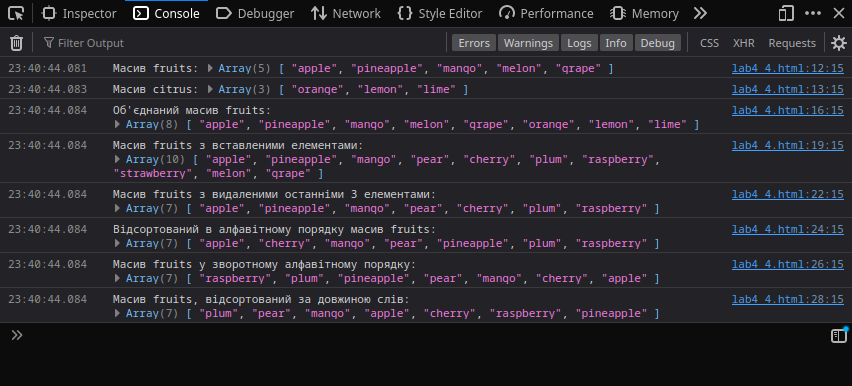 Inspector Console Debugger Network Style Editor Performance Memory
Filter Output Errors Warnings Logs Info Debug CSS XHR Requests
23:40:44.081 Масив fruits: Array(5) [ "apple", "pineapple", "mango", "melon", "grape" ] lab4_4.html:12:15
23:40:44.083 Масив citrus: Array(3) [ "orange", "lemon", "lime" ] lab4_4.html:13:15
23:40:44.084 Об'єднаний масив fruits: lab4_4.html:16:15
Array(8) [ "apple", "pineapple", "mango", "melon", "grape", "orange", "lemon", "lime" ]
23:40:44.084 Масив fruits з вставленими елементами: lab4_4.html:19:15
Array(10) [ "apple", "pineapple", "mango", "pear", "cherry", "plum", "raspberry",
"strawberry", "melon", "grape" ]
23:40:44.084 Масив fruits з видаленими останніми 3 елементами: lab4_4.html:22:15
Array(7) [ "apple", "pineapple", "mango", "pear", "cherry", "plum", "raspberry" ]
23:40:44.084 Відсортований в алфавітному порядку масив fruits: lab4_4.html:24:15
Array(7) [ "apple", "cherry", "mango", "pear", "pineapple", "plum", "raspberry" ]
23:40:44.084 Масив fruits у зворотному алфавітному порядку: lab4_4.html:26:15
Array(7) [ "raspberry", "plum", "pineapple", "pear", "mango", "cherry", "apple" ]
23:40:44.084 Масив fruits, відсортований за довжиною слів: lab4_4.html:28:15
Array(7) [ "plum", "pear", "mango", "apple", "cherry", "raspberry", "pineapple" ]